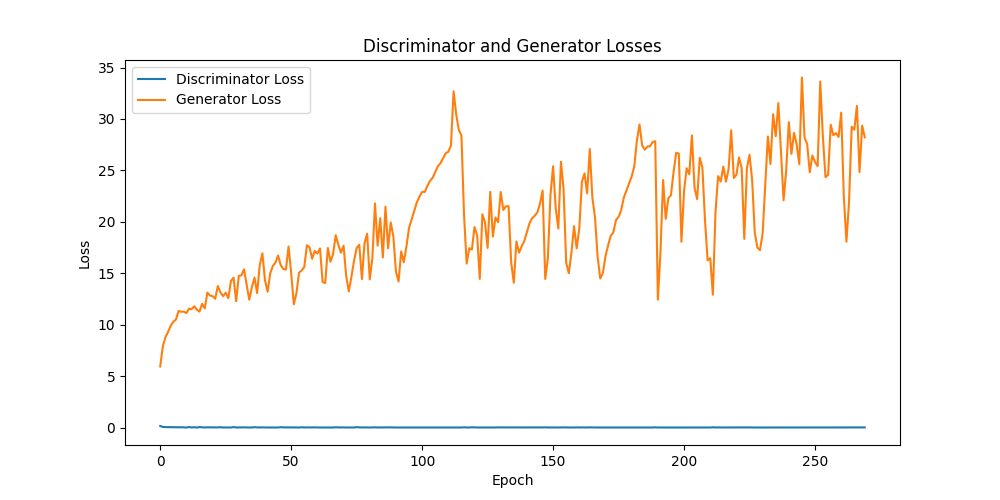 Discriminator and Generator Losses
Discriminator Loss
Generator Loss
35
30
25
20
15
10
5
0
Loss
0
50
100
150
200
250
Epoch